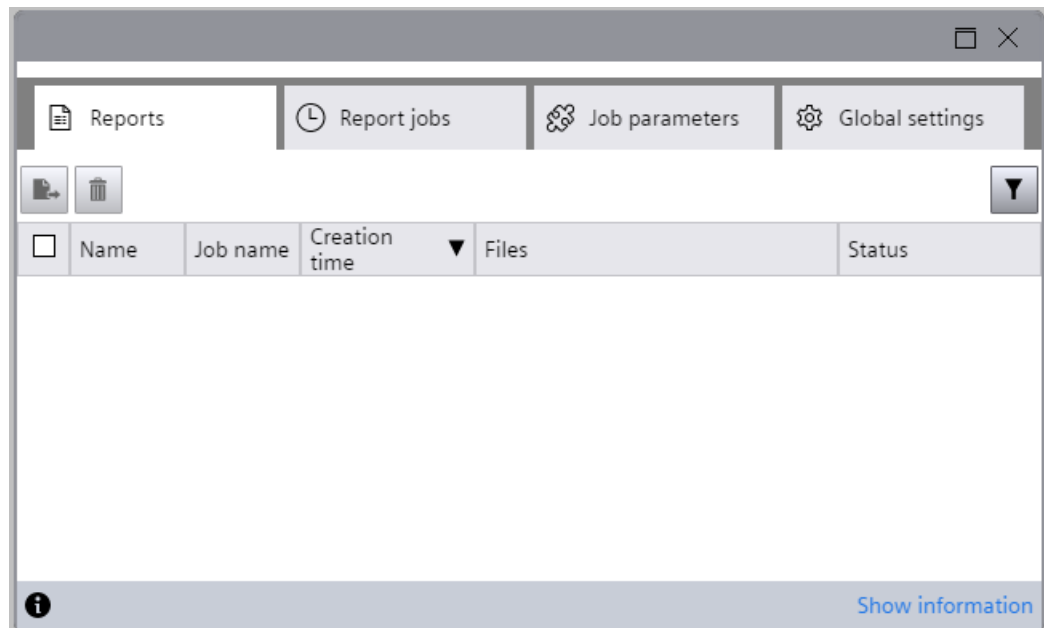 Reports
Report jobs
Job parameters
Global settings
Name
Job name
Creation
time
Files
Status
Show information